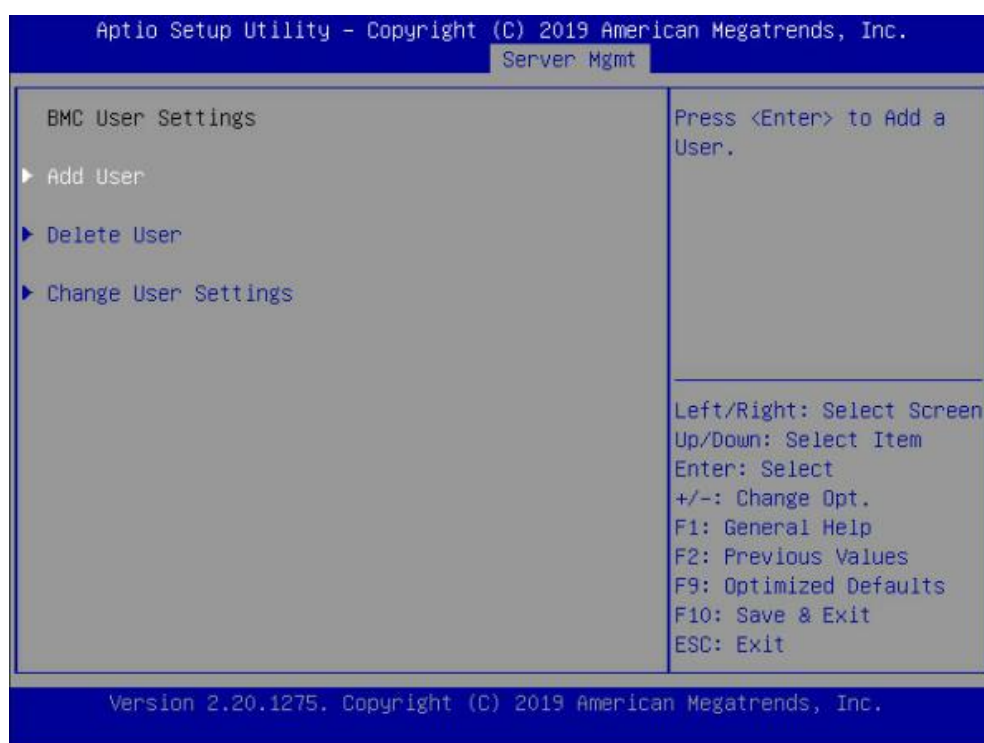 Aptio Setup Utility – Copyright (C) 2019 American Megatrends, Inc.
Server Mgmt
BMC User Settings
Add User
Delete User
Change User Settings
Press <Enter> to Add a
User.
Left/Right: Select Screen
Up/Down: Select Item
Enter: Select
+/-: Change Opt.
F1: General Help
F2: Previous Values
F9: Optimized Defaults
F10: Save & Exit
ESC: Exit
Version 2.20.1275. Copyright (C) 2019 American Megatrends, Inc.